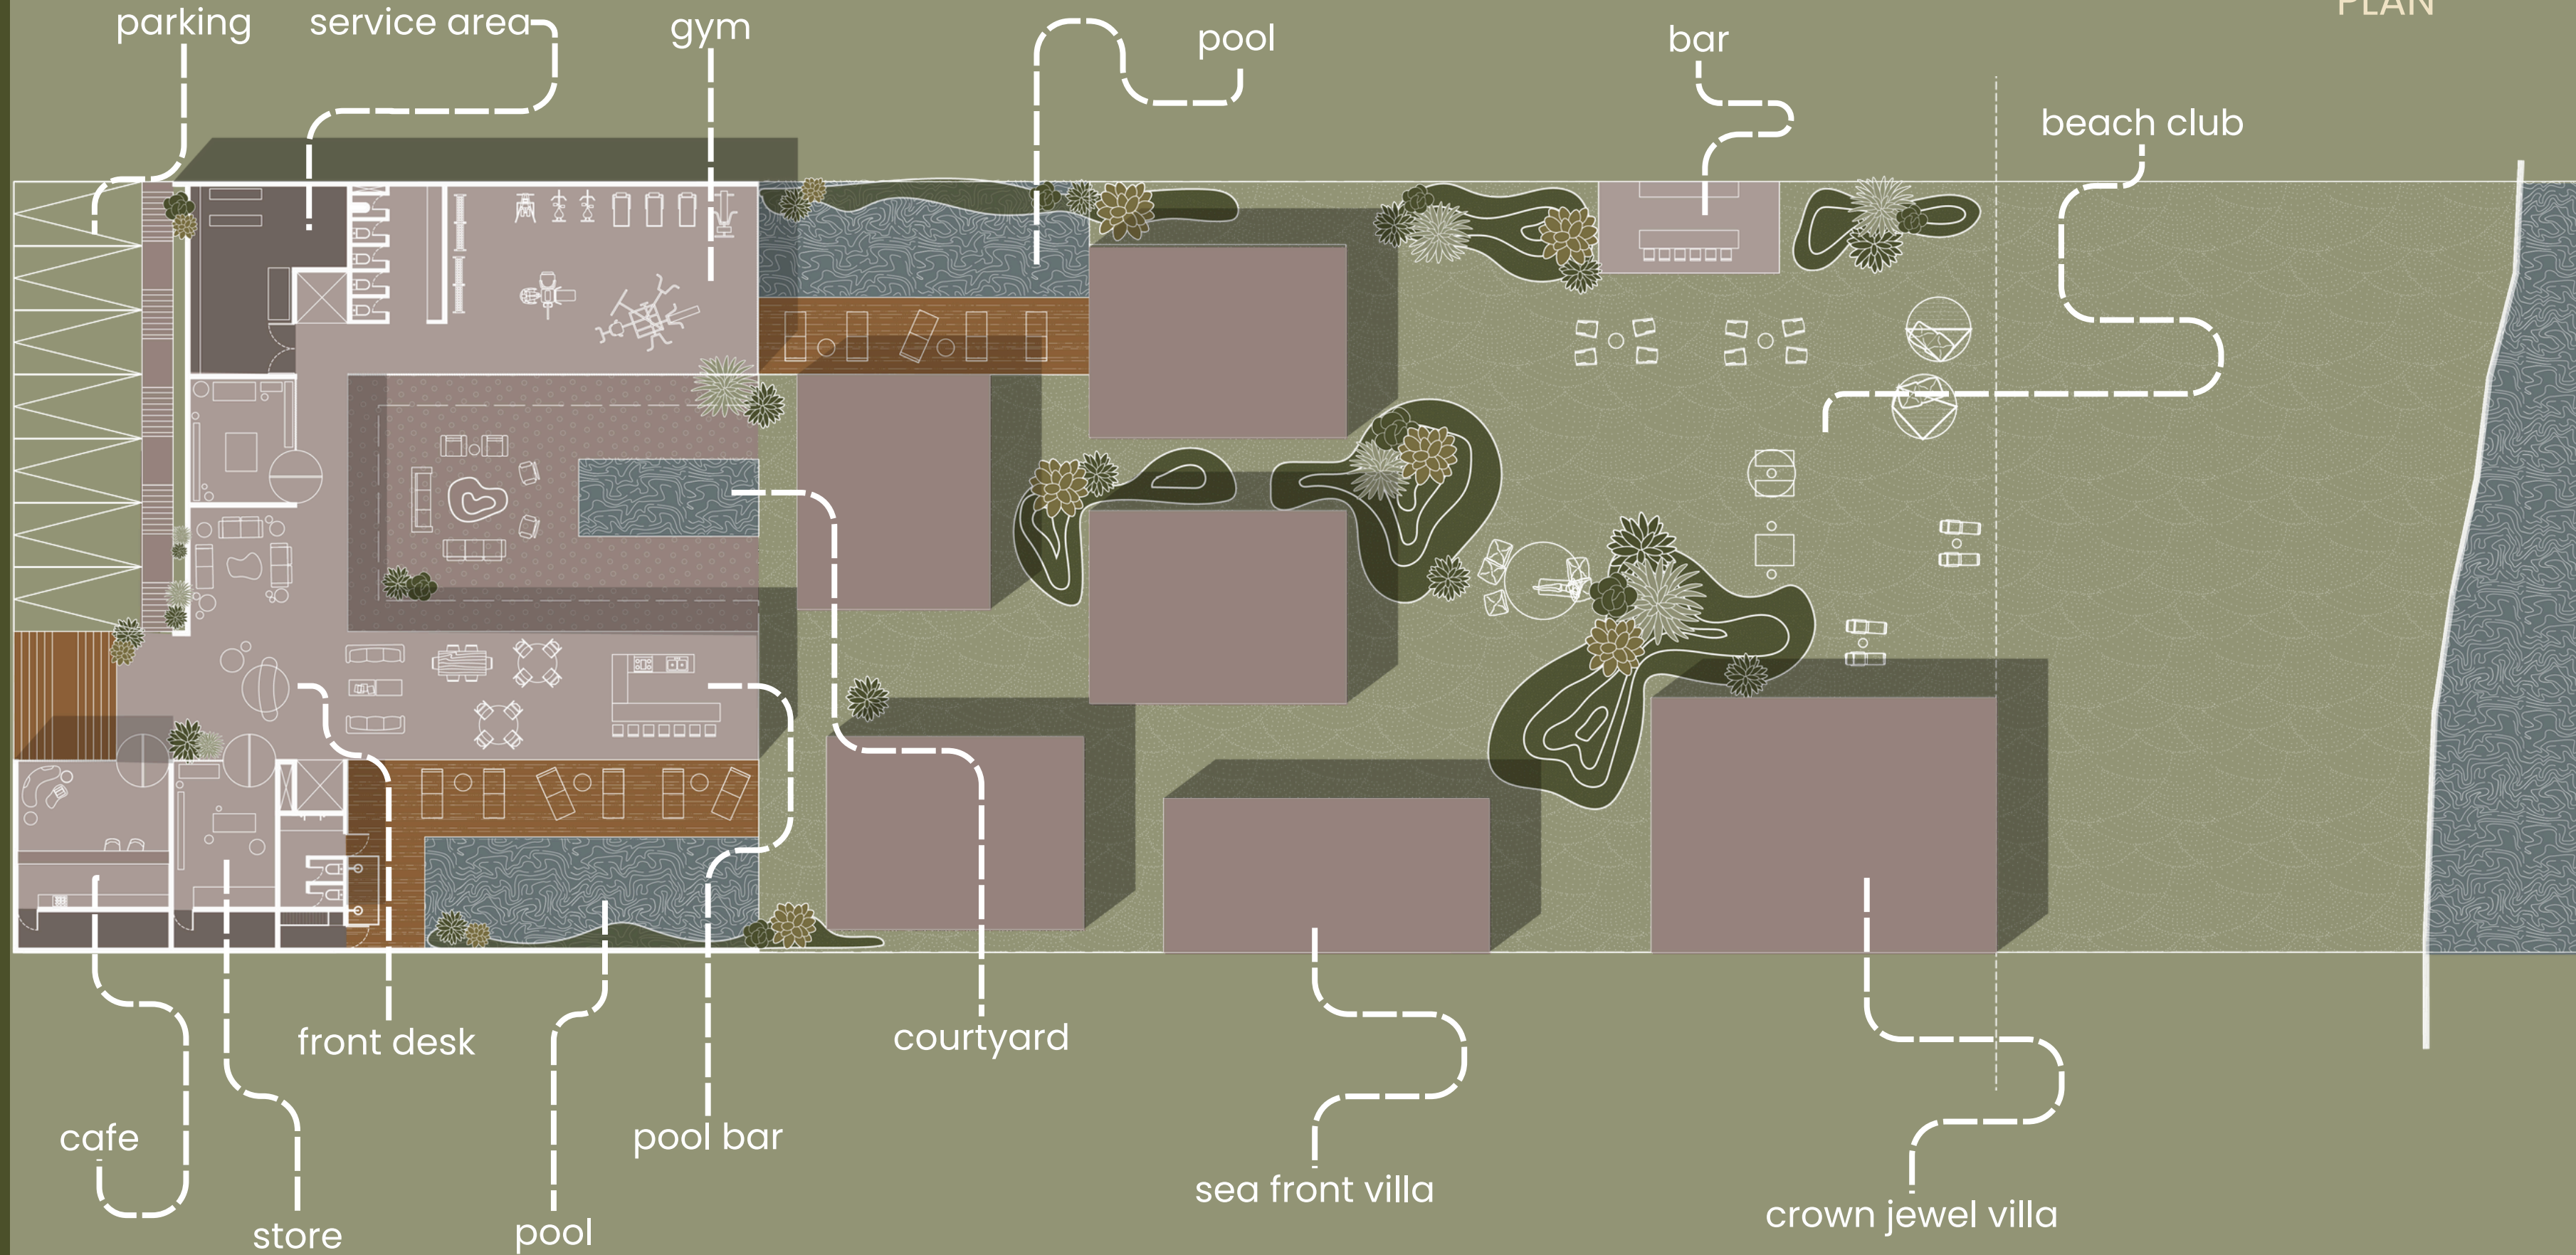 PLAN
parking
service area
gym
pool
bar
beach club
front desk
courtyard
cafe
pool bar
sea front villa
crown jewel villa
store
pool